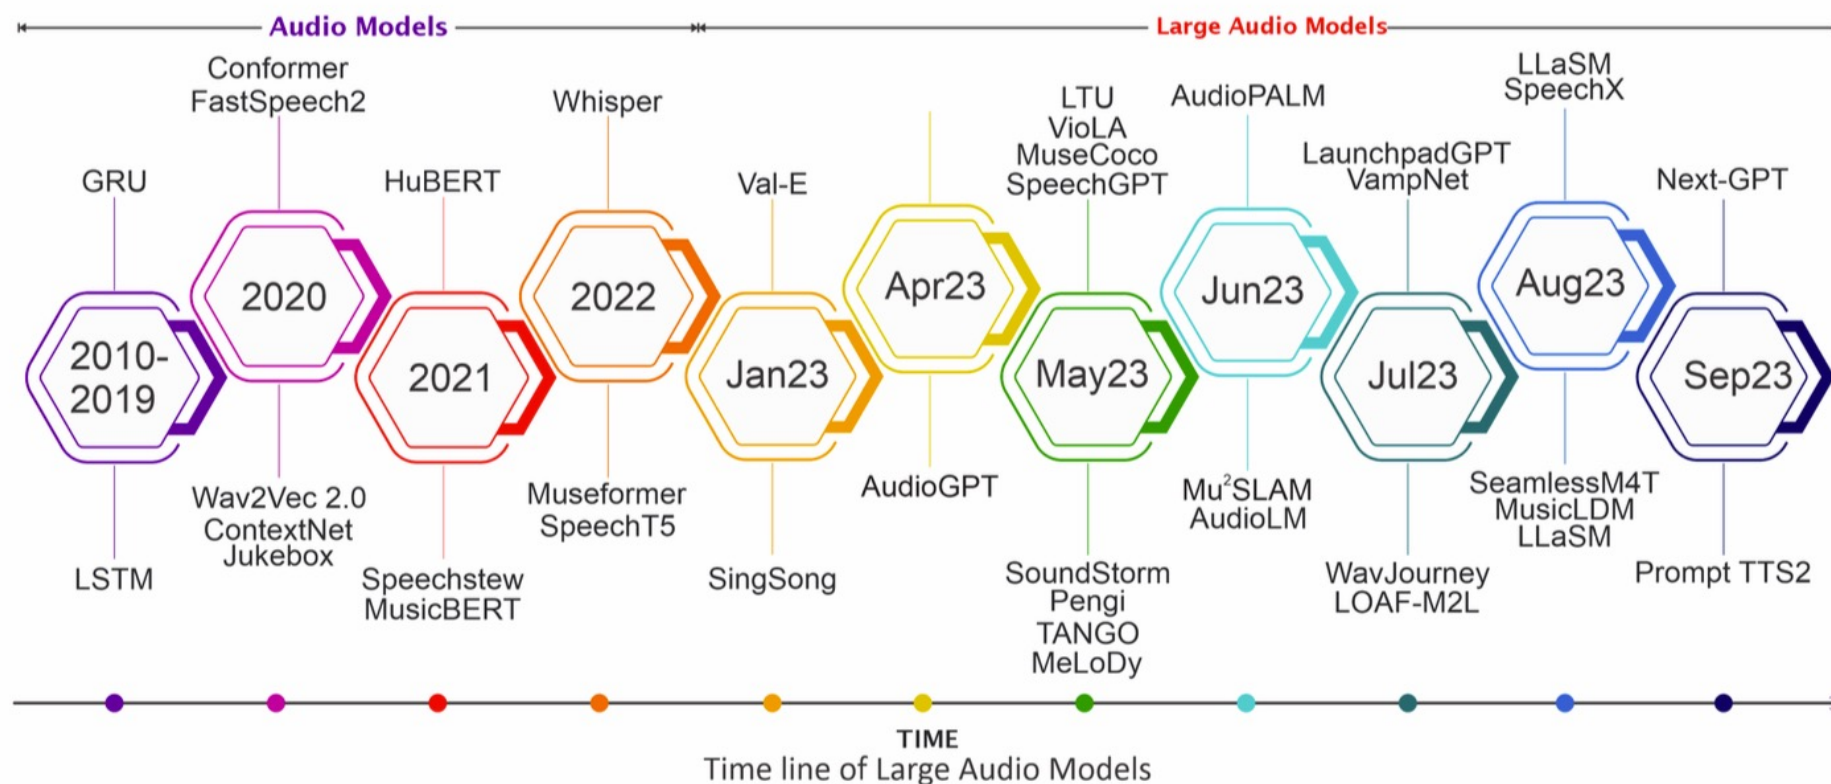 Audio Models
Large Audio Models
GRU
2010-
2019
LSTM
Conformer
FastSpeech2
2020
Wav2Vec 2.0
ContextNet
Jukebox
HuBERT
2021
Speechstew
MusicBERT
Whisper
2022
Museformer
SpeechT5
Val-E
Jan23
SingSong
Apr23
AudioGPT
LTU
VioLA
MuseCoco
SpeechGPT
May23
SoundStorm
Pengi
TANGO
MeLoDy
AudioPALM
Jun23
Mu²SLAM
AudioLM
LaunchpadGPT
VampNet
Jul23
WavJourney
LOAF-M2L
LLaSM
SpeechX
Aug23
SeamlessM4T
MusicLDM
LLaSM
Next-GPT
Sep23
Prompt TTS2
TIME
Time line of Large Audio Models